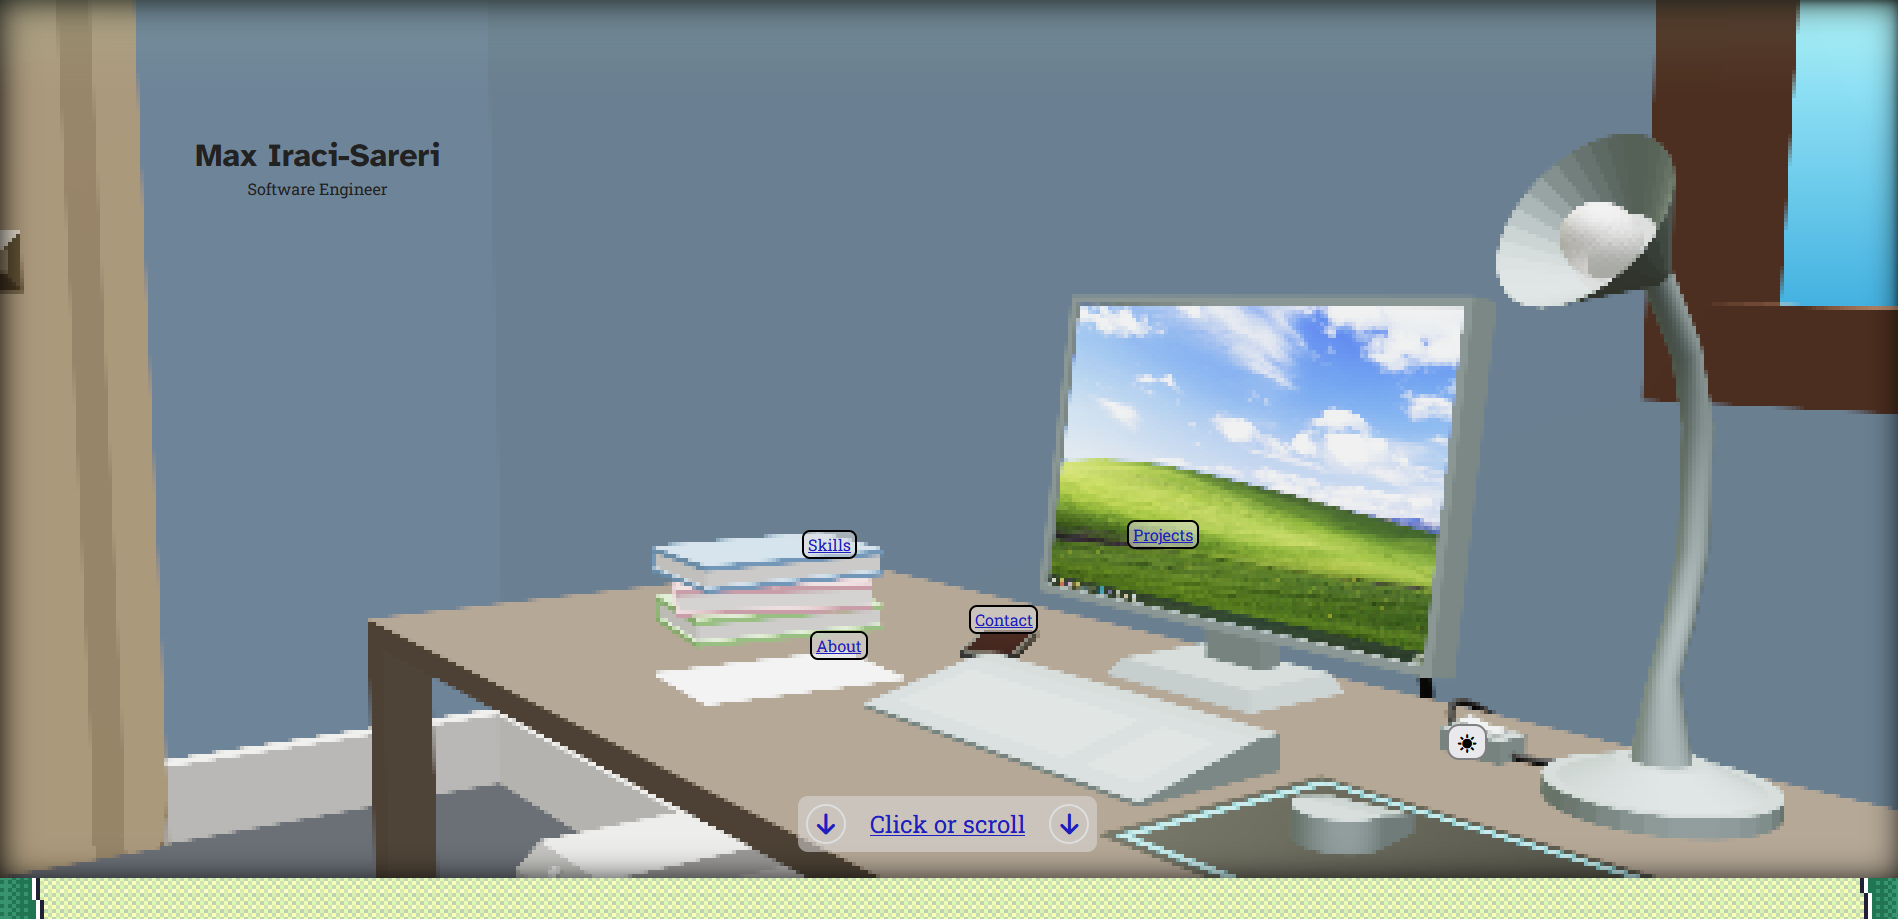 Max Iraci-Sareri
Software Engineer
Skills
Projects
Contact
About
Click or scroll